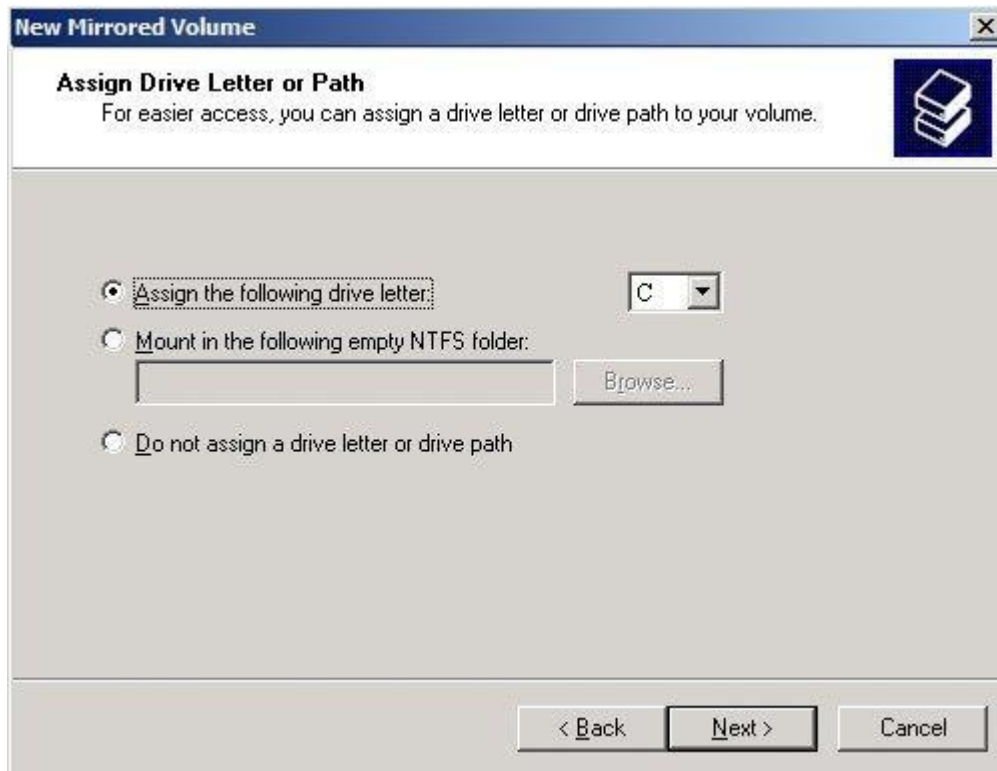 New Mirrored Volume
Assign Drive Letter or Path
For easier access, you can assign a drive letter or drive path to your volume.
Assign the following drive letter: C
Mount in the following empty NTFS folder:
Browse...
Do not assign a drive letter or drive path
< Back Next > Cancel